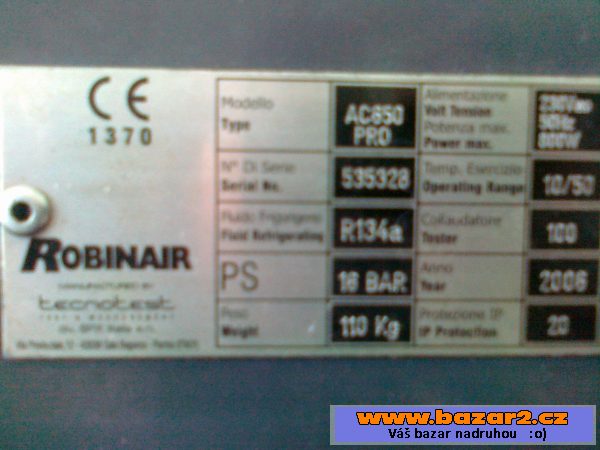 CE
1370
ROBINAIR
MANUFACTURED BY
tecnotest
Modello
Type
AC650
PRO
N° Di Serie
Serial No.
535328
Fluido Frigorigeno
Fluid Refrigerating
R134a
PS
16 BAR
Peso
Weight
110 Kg
Alimentazione
Volt Tension
Potenza max.
Power max.
230V
50Hz
800W
Temp. Esercizio
Operating Range
10/50
Collaudatore
Tester
100
Anno
Year
2006
Protezione IP
IP Protection
20
www.bazar2.cz
Váš bazar nadruhou :o)